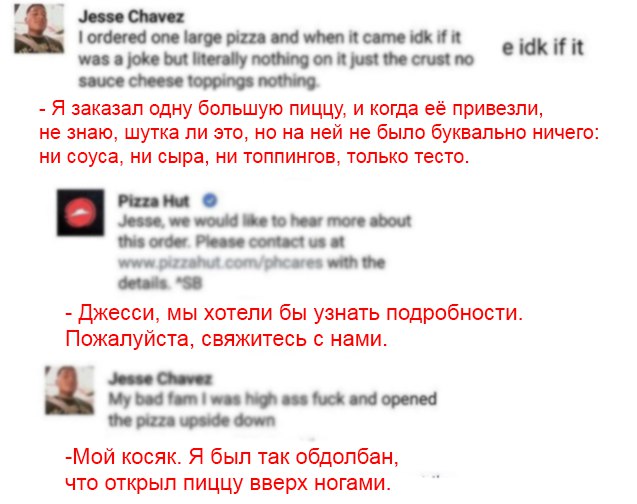 Jesse Chavez
I ordered one large pizza and when it came idk if it
was a joke but literally nothing on it just the crust no
sauce cheese toppings nothing.
e idk if it
- Я заказал одну большую пиццу, и когда её привезли,
не знаю, шутка ли это, но на ней не было буквально ничего:
ни соуса, ни сыра, ни топпингов, только тесто.
Pizza Hut
Jesse, we would like to hear more about
this order. Please contact us at
www.pizzahut.com/phcares with the
details. ^SB
- Джесси, мы хотели бы узнать подробности.
Пожалуйста, свяжитесь с нами.
Jesse Chavez
My bad fam I was high ass fuck and opened
the pizza upside down
-Мой косяк. Я был так обдолбан,
что открыл пиццу вверх ногами.